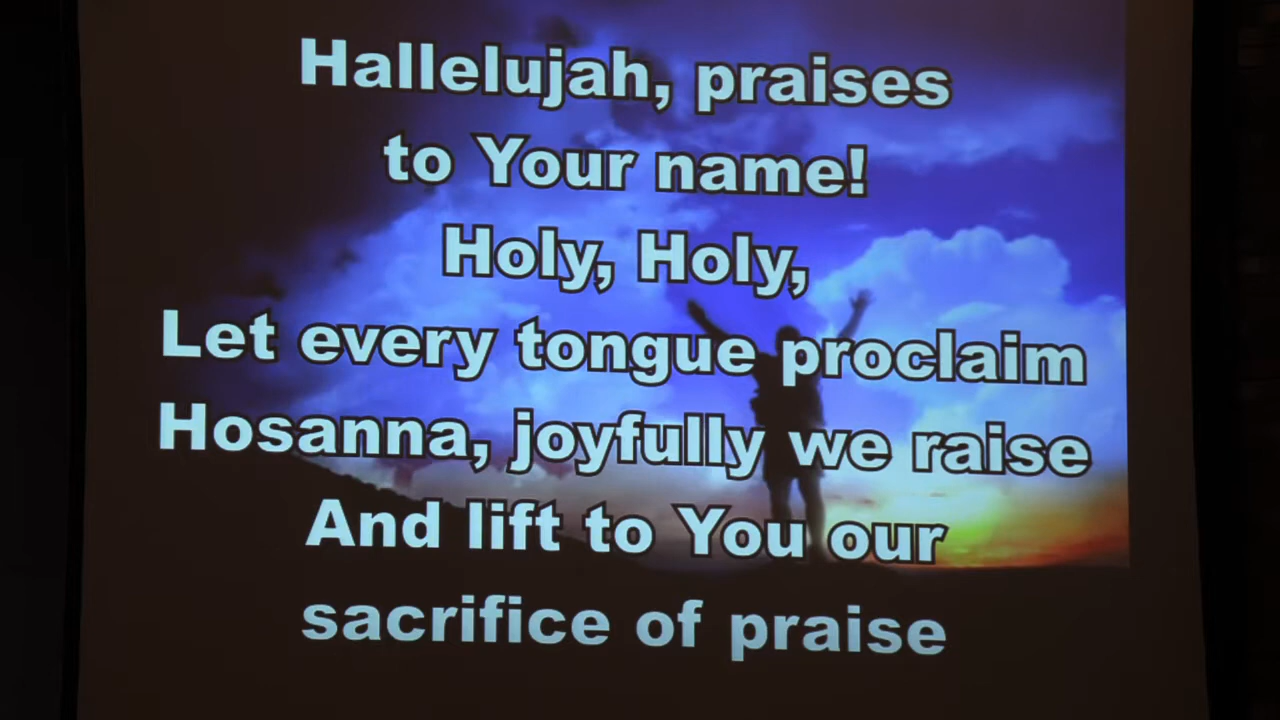 Hallelujah, praises
to Your name!
Holy, Holy,
Let every tongue proclaim
Hosanna, joyfully we raise
And lift to You our
sacrifice of praise